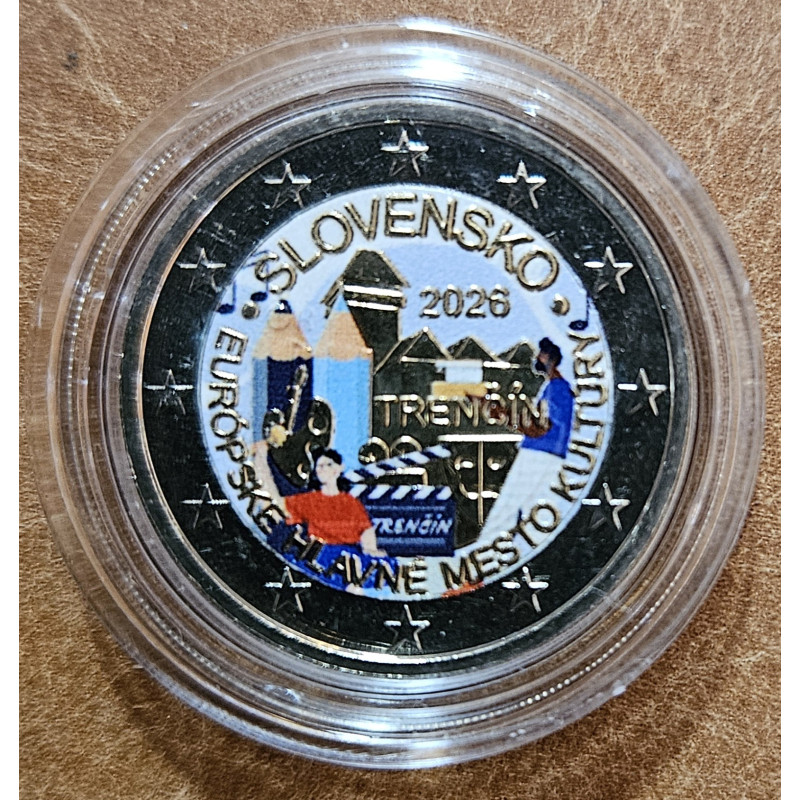 SLOVENSKO
2026
TRENČÍN
TRENČÍN
EURÓPSKE HLAVNÉ MESTO KULTÚRY